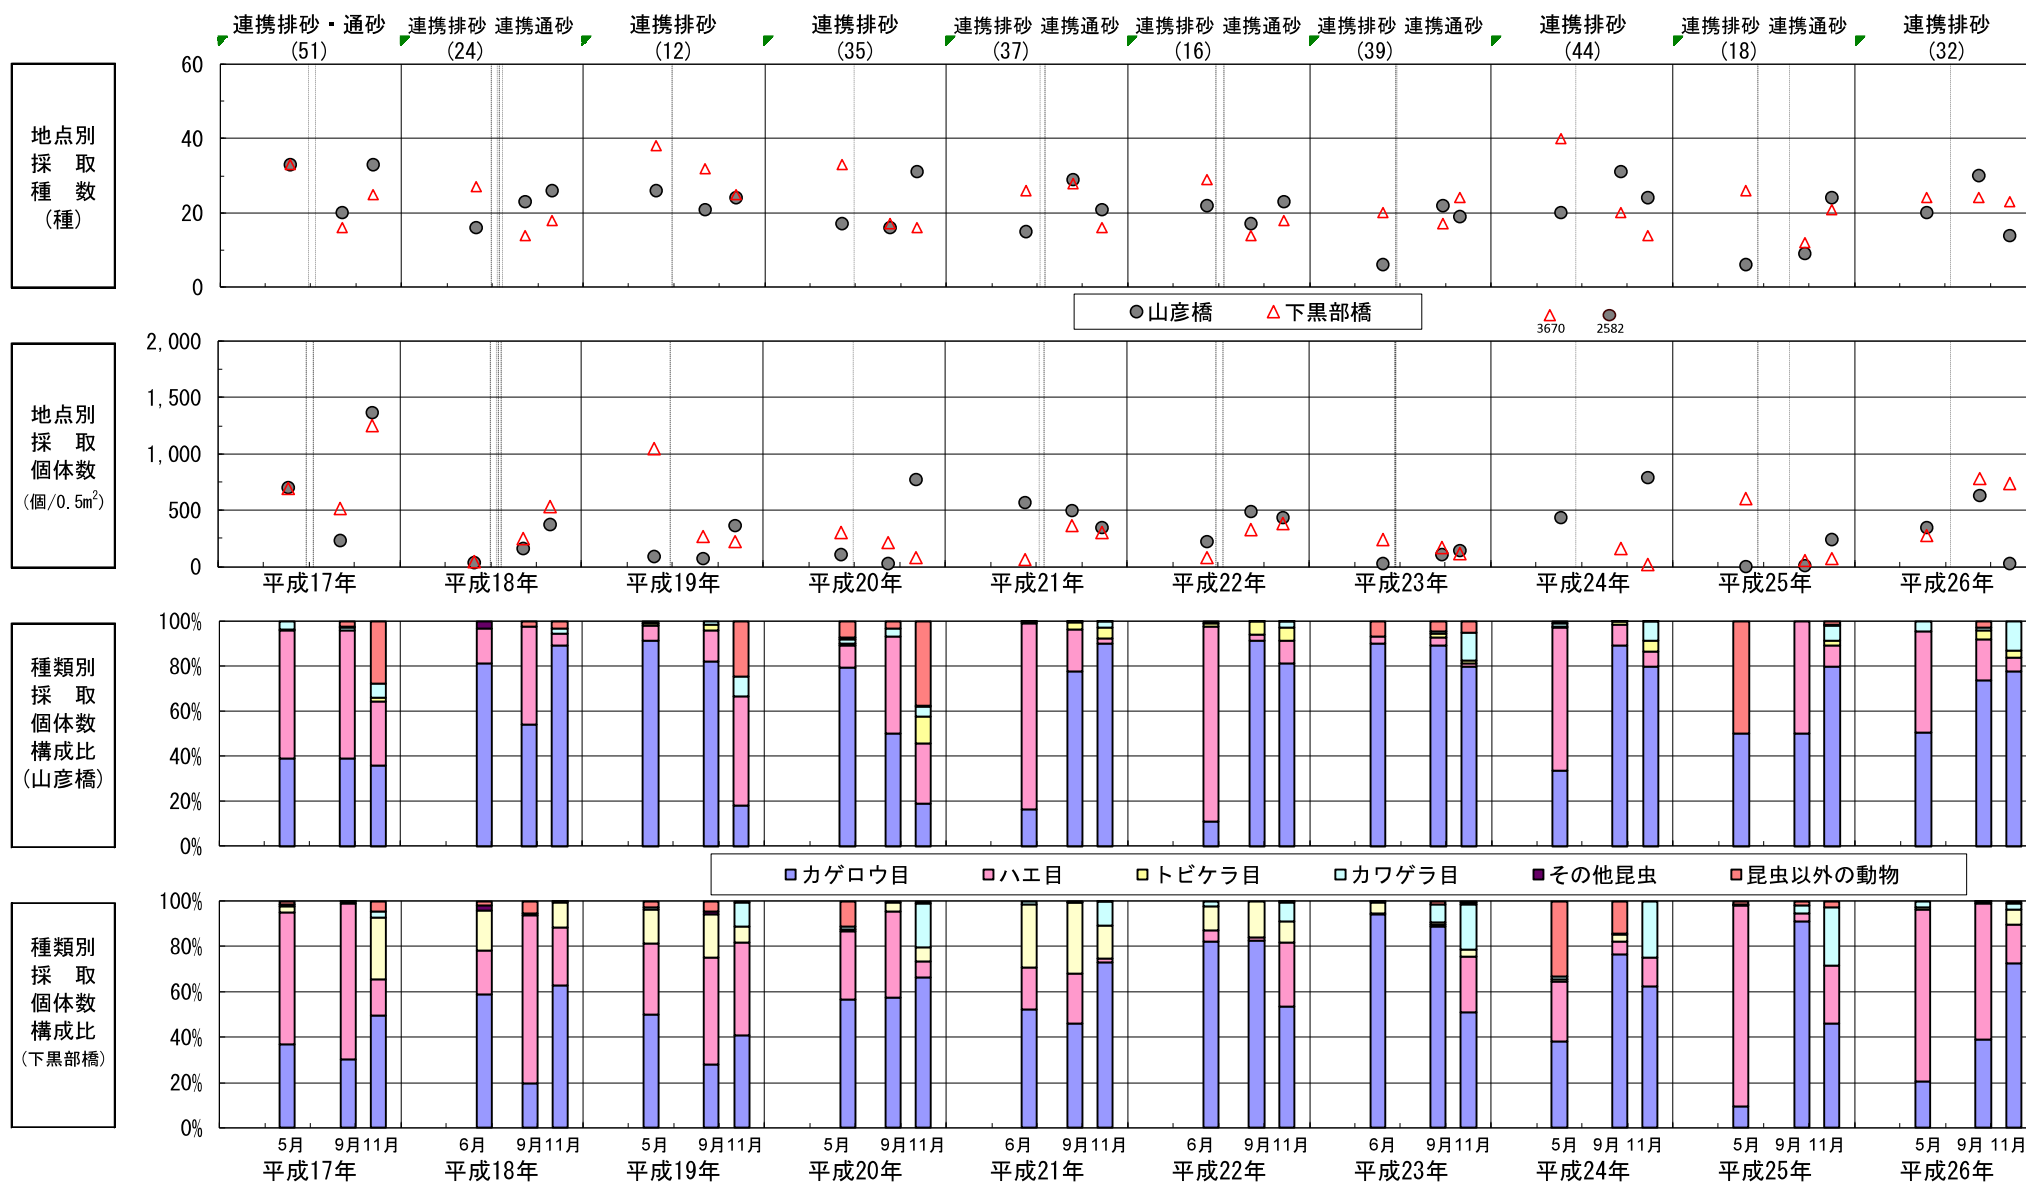 連携排砂・通砂 連携排砂 連携通砂 連携排砂 連携排砂 連携排砂 連携通砂 連携排砂 連携通砂 連携排砂 連携通砂 連携排砂 連携排砂 連携通砂 連携排砂
(51) (24) (12) (35) (37) (16) (39) (44) (18) (32)
地点別
採 取
種 数
(種)
60
40
20
0
山彦橋 下黒部橋
3670 2582
地点別
採 取
個体数
(個/0.5m²)
2,000
1,500
1,000
500
0
平成17年 平成18年 平成19年 平成20年 平成21年 平成22年 平成23年 平成24年 平成25年 平成26年
種類別
採 取
個体数
構成比
(山彦橋)
100%
80%
60%
40%
20%
0%
カゲロウ目 ハエ目 トビケラ目 カワゲラ目 その他昆虫 昆虫以外の動物
種類別
採 取
個体数
構成比
(下黒部橋)
100%
80%
60%
40%
20%
0%
5月 9月 11月 6月 9月 11月 5月 9月 11月 5月 9月 11月 6月 9月 11月 6月 9月 11月 6月 9月 11月 5月 9月 11月 5月 9月 11月 5月 9月 11月
平成17年 平成18年 平成19年 平成20年 平成21年 平成22年 平成23年 平成24年 平成25年 平成26年